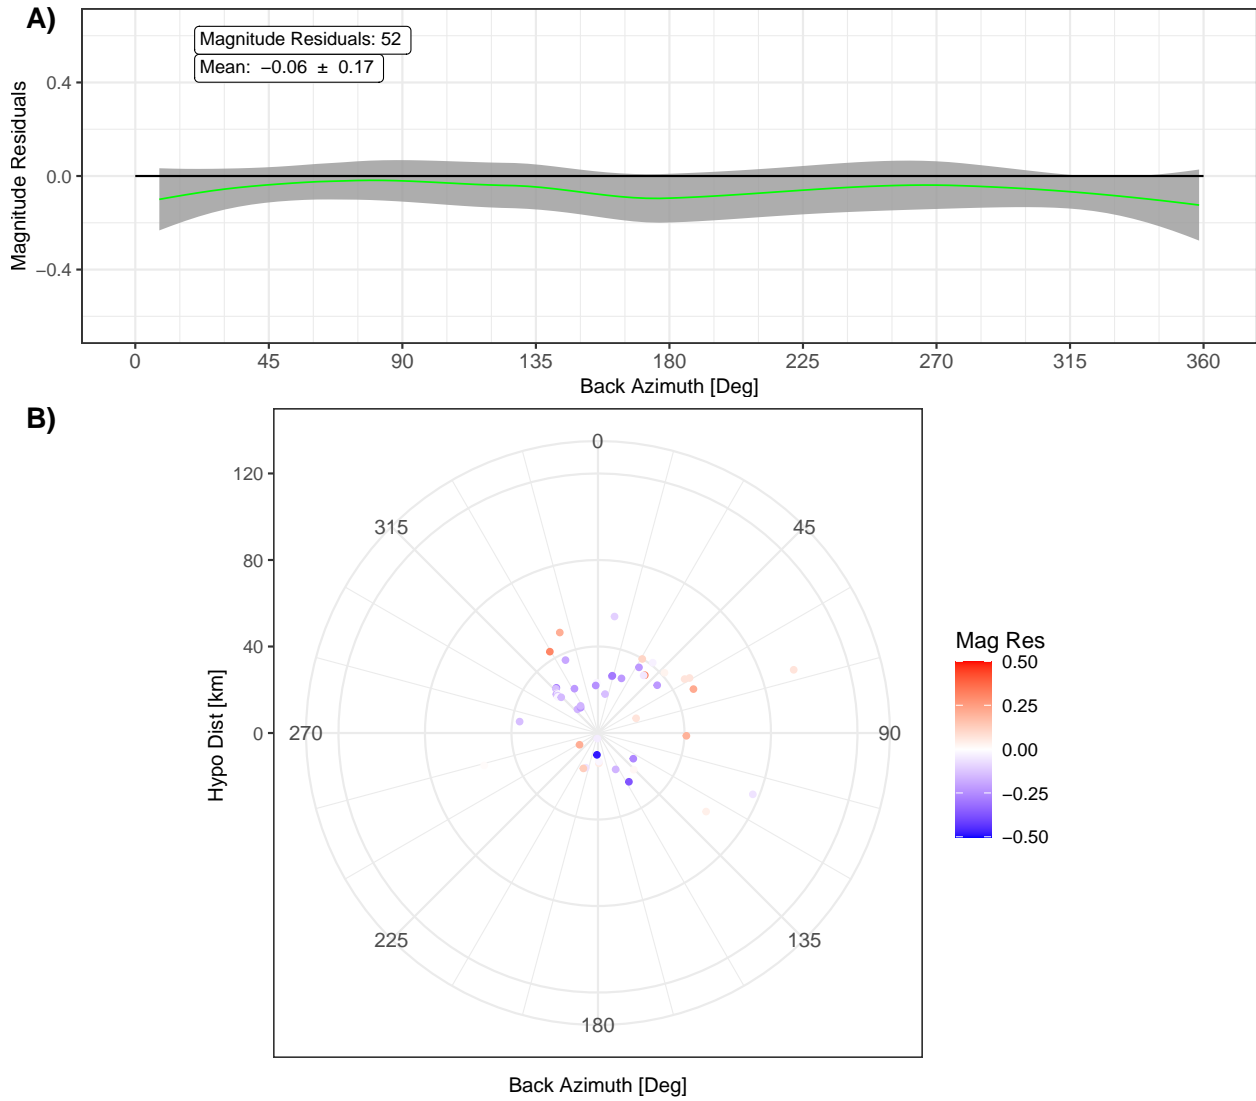 A)
Magnitude Residuals: 52
Mean: −0.06 ± 0.17
Magnitude Residuals
0.4
0.0
−0.4
0 45 90 135 180 225 270 315 360
Back Azimuth [Deg]
B)
Hypo Dist [km]
120
80
40
0
0
45
90
135
180
225
270
315
Back Azimuth [Deg]
Mag Res
0.50
0.25
0.00
−0.25
−0.50